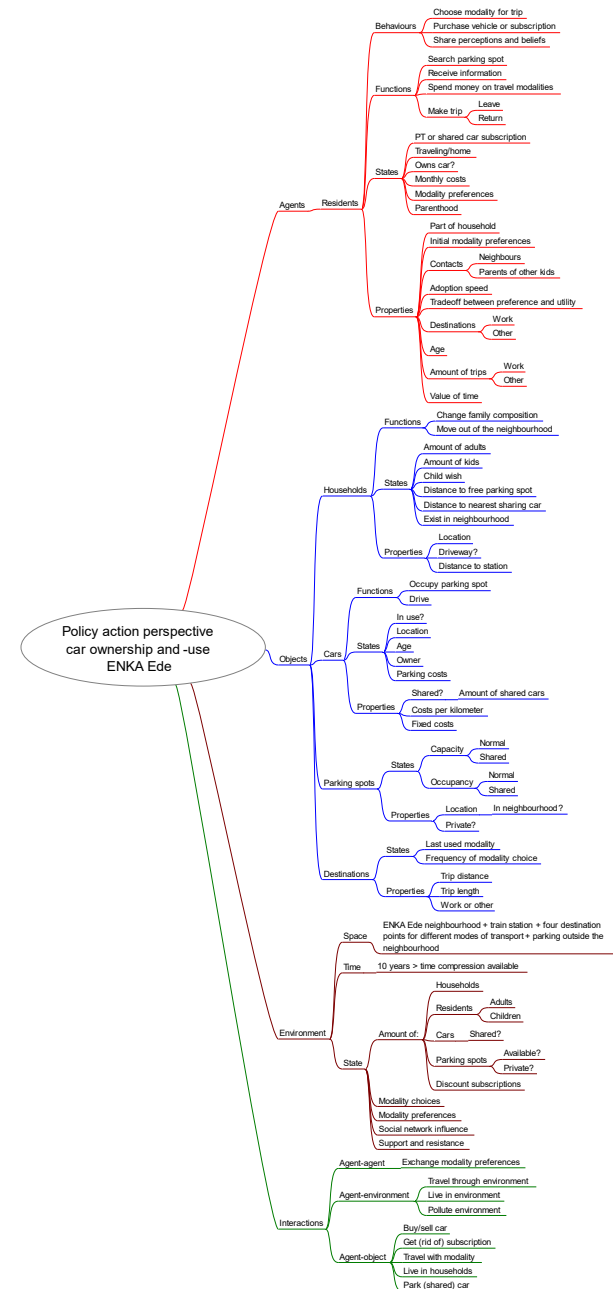 Policy action perspective
car ownership and -use
ENKA Ede
Agents
Residents
Behaviours
Choose modality for trip
Purchase vehicle or subscription
Share perceptions and beliefs
Functions
Search parking spot
Receive information
Spend money on travel modalities
Make trip
Leave
Return
States
PT or shared car subscription
Traveling/home
Owns car?
Monthly costs
Modality preferences
Parenthood
Properties
Part of household
Initial modality preferences
Contacts
Neighbours
Parents of other kids
Adoption speed
Tradeoff between preference and utility
Destinations
Work
Other
Age
Amount of trips
Work
Other
Value of time
Objects
Households
Functions
Change family composition
Move out of the neighbourhood
States
Amount of adults
Amount of kids
Child wish
Distance to free parking spot
Distance to nearest sharing car
Exist in neighbourhood
Properties
Location
Driveway?
Distance to station
Cars
Functions
Occupy parking spot
Drive
States
In use?
Location
Age
Owner
Parking costs
Properties
Shared?
Amount of shared cars
Costs per kilometer
Fixed costs
Parking spots
States
Capacity
Normal
Shared
Occupancy
Normal
Shared
Properties
Location
In neighbourhood?
Private?
Destinations
States
Last used modality
Frequency of modality choice
Properties
Trip distance
Trip length
Work or other
Environment
Space
ENKA Ede neighbourhood + train station + four destination
points for different modes of transport + parking outside the
neighbourhood
Time
10 years > time compression available
State
Amount of:
Households
Residents
Adults
Children
Cars
Shared?
Parking spots
Available?
Private?
Discount subscriptions
Modality choices
Modality preferences
Social network influence
Support and resistance
Interactions
Agent-agent
Exchange modality preferences
Agent-environment
Travel through environment
Live in environment
Pollute environment
Agent-object
Buy/sell car
Get (rid of) subscription
Travel with modality
Live in households
Park (shared) car